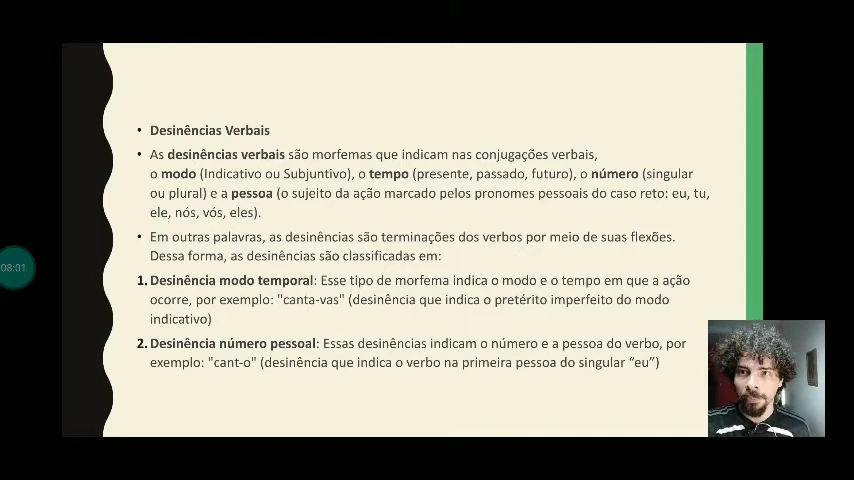 • Desinências Verbais
• As desinências verbais são morfemas que indicam nas conjugações verbais,
o modo (Indicativo ou Subjuntivo), o tempo (presente, passado, futuro), o número (singular
ou plural) e a pessoa (o sujeito da ação marcado pelos pronomes pessoais do caso reto: eu, tu,
ele, nós, vós, eles).
• Em outras palavras, as desinências são terminações dos verbos por meio de suas flexões.
Dessa forma, as desinências são classificadas em:
08:01
1. Desinência modo temporal: Esse tipo de morfema indica o modo e o tempo em que a ação
ocorre, por exemplo: "canta-vas" (desinência que indica o pretérito imperfeito do modo
indicativo)
2. Desinência número pessoal: Essas desinências indicam o número e a pessoa do verbo, por
exemplo: "cant-o" (desinência que indica o verbo na primeira pessoa do singular “eu”)